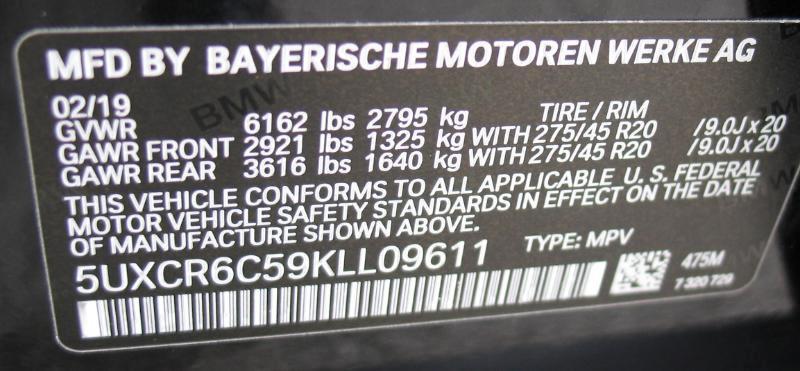 MFD BY BAYERISCHE MOTOREN WERKE AG
02/19
GVWR 6162 lbs 2795 kg TIRE / RIM
GAWR FRONT 2921 lbs 1325 kg WITH 275/45 R20 /9.0J x 20
GAWR REAR 3616 lbs 1640 kg WITH 275/45 R20 /9.0J x 20
THIS VEHICLE CONFORMS TO ALL APPLICABLE U. S. FEDERAL
MOTOR VEHICLE SAFETY STANDARDS IN EFFECT ON THE DATE
OF MANUFACTURE SHOWN ABOVE.
5UXCR6C59KLL09611 TYPE: MPV
475M
7 320 729